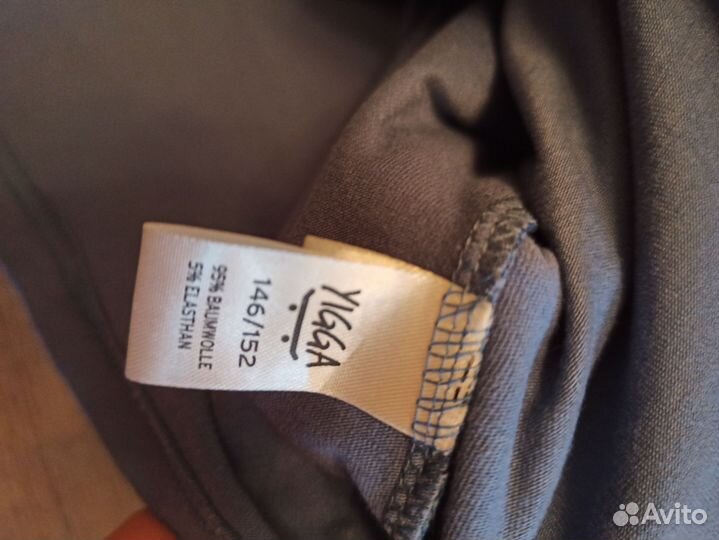 YIGGA
146/152
95% BAUMWOLLE
5% ELASTHAN
Avito